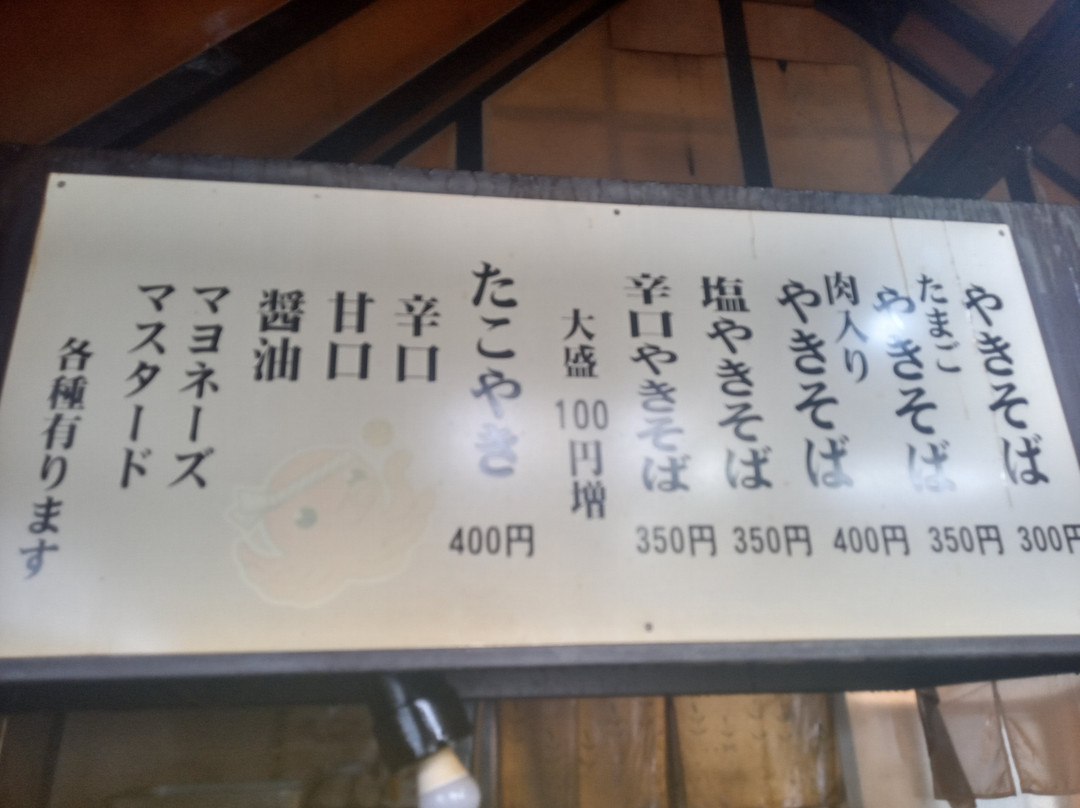 やきそば 300円
たまごやきそば 350円
肉入りやきそば 400円
塩やきそば 350円
辛口やきそば 350円
大盛 100円増
たこやき 400円
辛口
甘口
醤油
マヨネーズ
マスタード
各種有ります